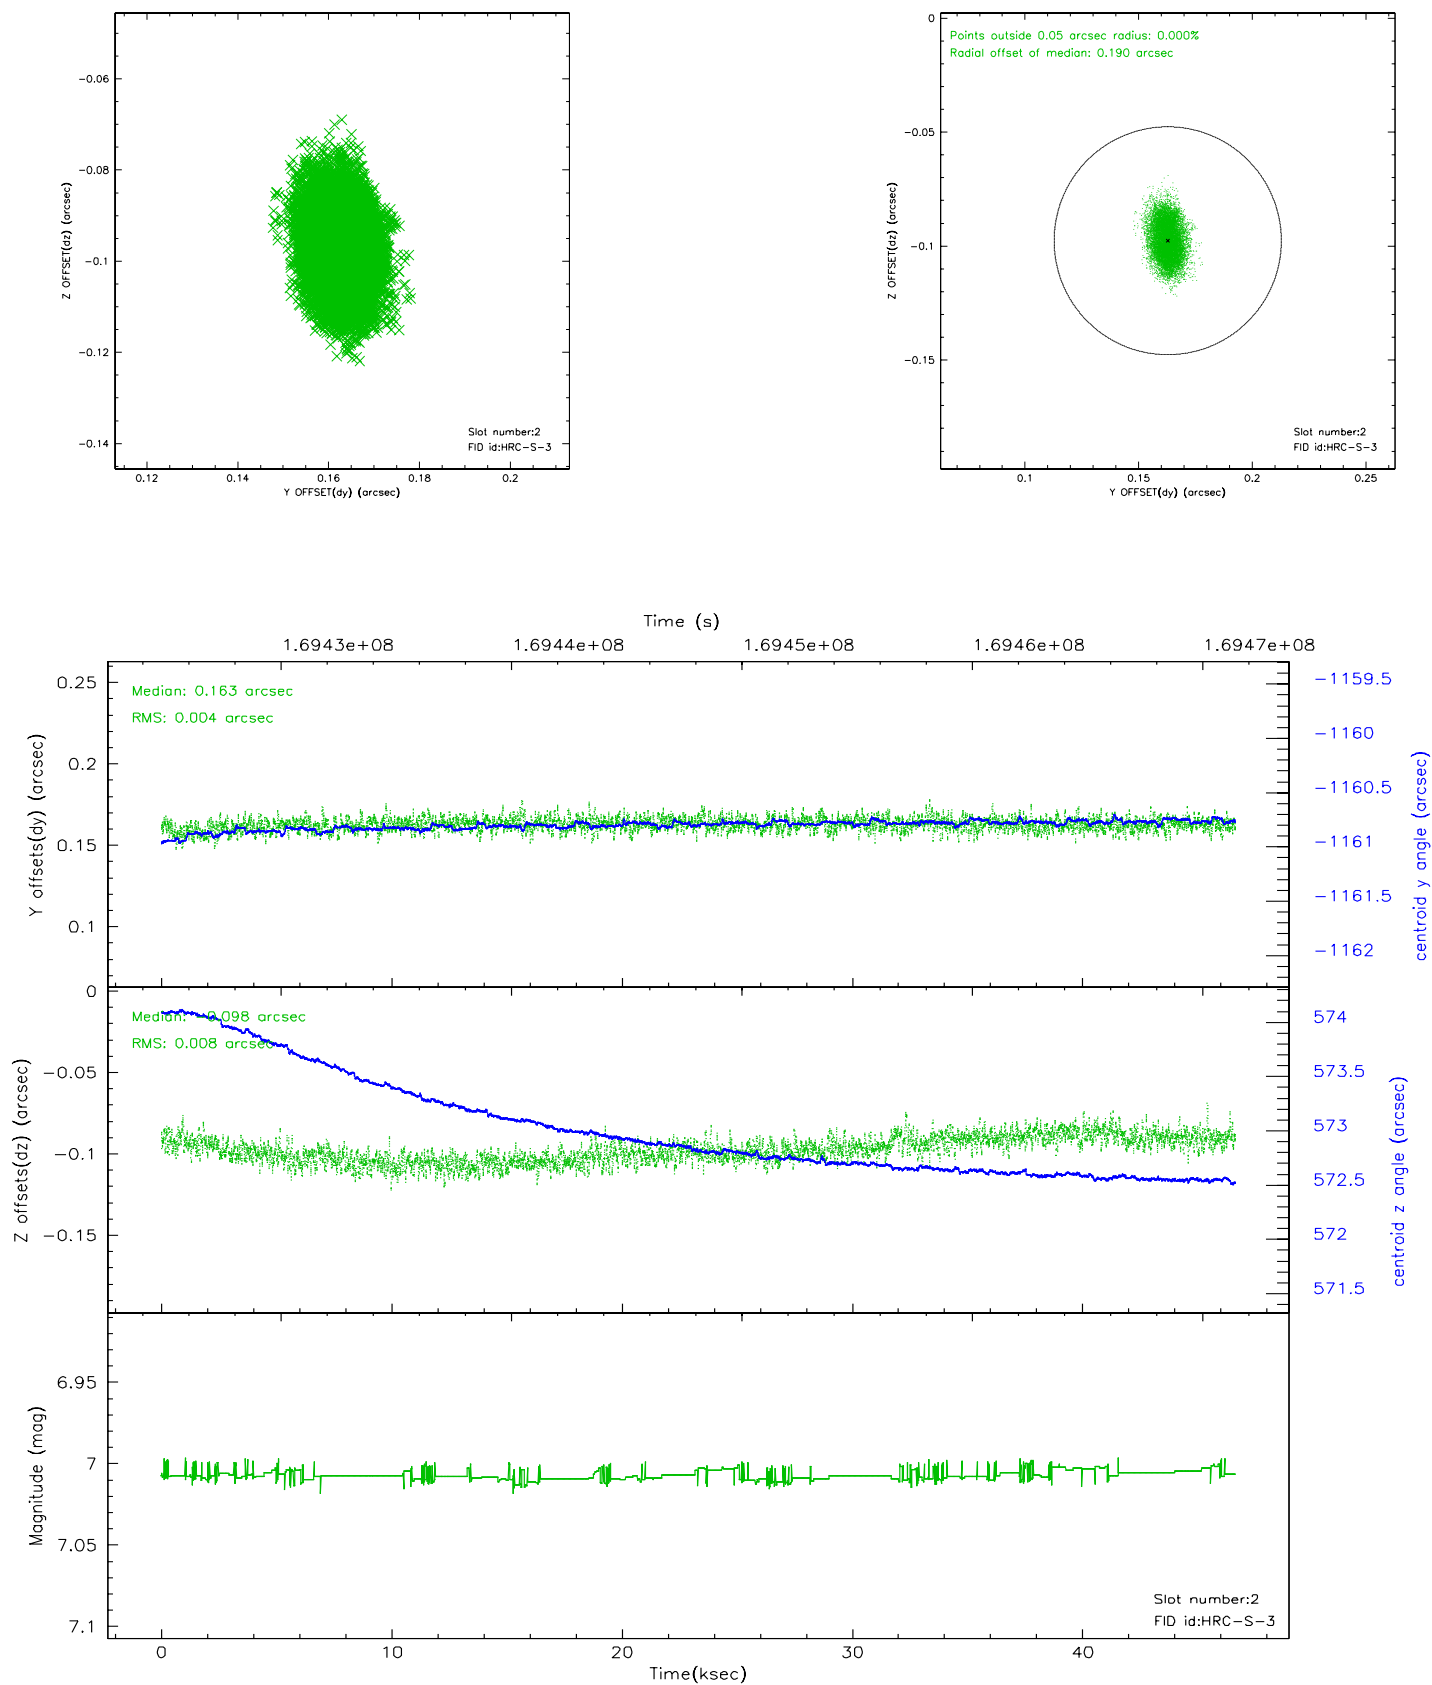 -0.06
-0.08
-0.1
-0.12
-0.14
Z OFFSET(dz) (arcsec)
Slot number:2
FID id:HRC-S-3
0.12 0.14 0.16 0.18 0.2
Y OFFSET(dy) (arcsec)
Points outside 0.05 arcsec radius: 0.000%
Radial offset of median: 0.190 arcsec
0
-0.05
-0.1
-0.15
Z OFFSET(dz) (arcsec)
Slot number:2
FID id:HRC-S-3
0.1 0.15 0.2 0.25
Y OFFSET(dy) (arcsec)
Time (s)
1.6943e+08 1.6944e+08 1.6945e+08 1.6946e+08 1.6947e+08
Median: 0.163 arcsec
RMS: 0.004 arcsec
0.25
0.2
0.15
0.1
Y offsets(dy) (arcsec)
-1159.5
-1160
-1160.5
-1161
-1161.5
-1162
centroid y angle (arcsec)
Median: -0.098 arcsec
RMS: 0.008 arcsec
0
-0.05
-0.1
-0.15
Z offsets(dz) (arcsec)
574
573.5
573
572.5
572
571.5
centroid z angle (arcsec)
6.95
7
7.05
7.1
Magnitude (mag)
Slot number:2
FID id:HRC-S-3
0 10 20 30 40
Time(ksec)